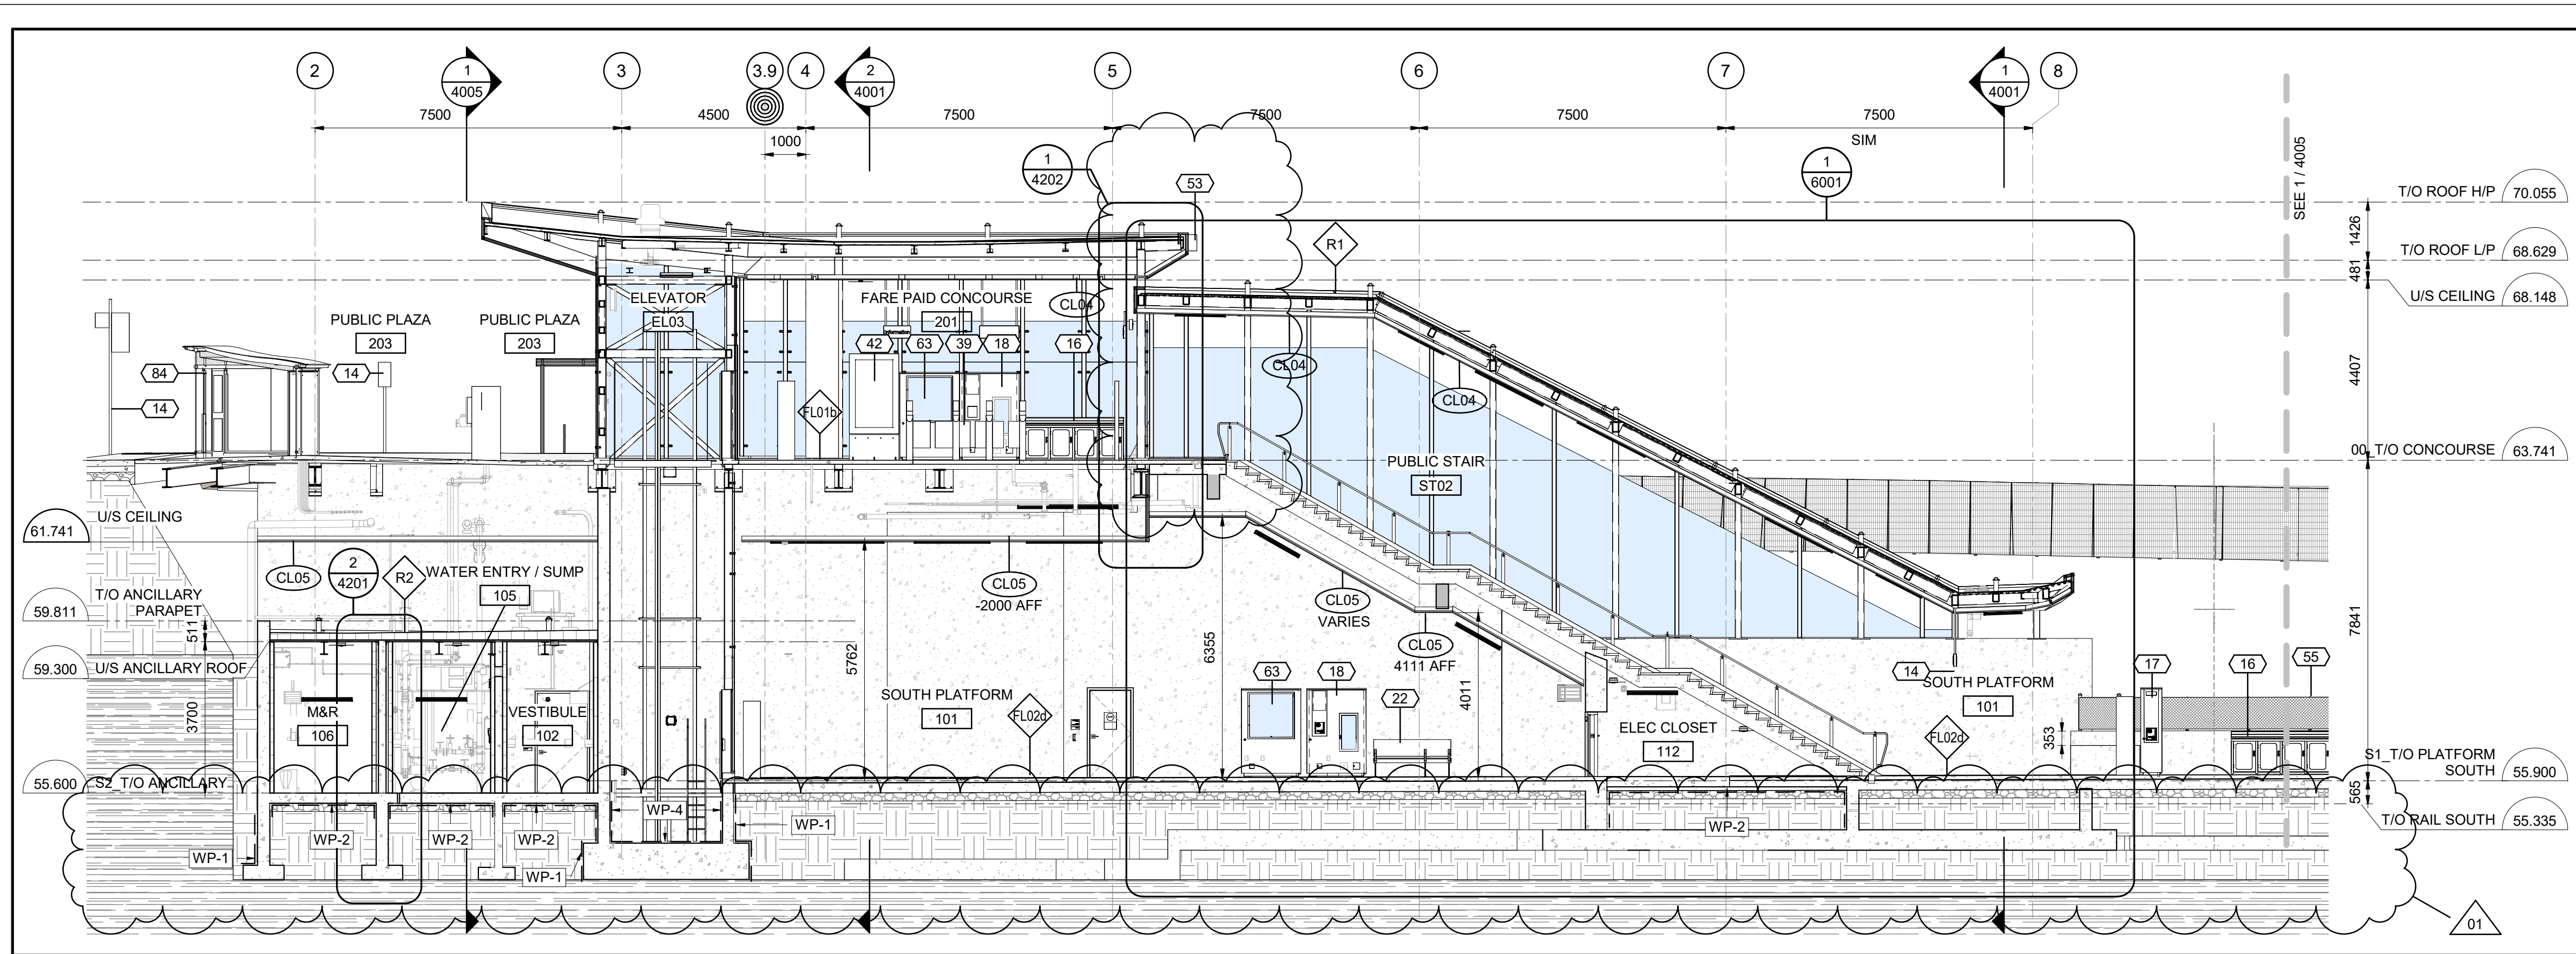 2
1
4005
3
3.9
4
2
4001
5
6
7
1
4001
8
7500
4500
7500
7500
7500
7500
1000
SIM
1
4202
53
1
6001
SEE 1 / 4005
T/O ROOF H/P 70.055
1426
R1
T/O ROOF L/P 68.629
481
U/S CEILING 68.148
ELEVATOR
EL03
FARE PAID CONCOURSE
201
CL04
PUBLIC PLAZA
203
PUBLIC PLAZA
203
Information
42
63
39
18
16
84
14
14
CL04
CL04
4407
FL01b
00_T/O CONCOURSE 63.741
PUBLIC STAIR
ST02
U/S CEILING
61.741
CL05
2
4201
R2
WATER ENTRY / SUMP
105
CL05
-2000 AFF
CL05
VARIES
T/O ANCILLARY
PARAPET
59.811
511
7841
5762
6355
CL05
4111 AFF
4011
59.300 U/S ANCILLARY ROOF
3700
M&R
106
VESTIBULE
102
SOUTH PLATFORM
101
FL02d
63
18
22
ELEC CLOSET
112
14
SOUTH PLATFORM
101
FL02d
17
16
55
353
S1_T/O PLATFORM
SOUTH 55.900
55.600 S2_T/O ANCILLARY
565
T/O RAIL SOUTH 55.335
WP-4
WP-1
WP-2
WP-2
WP-2
WP-2
WP-1
WP-1
01